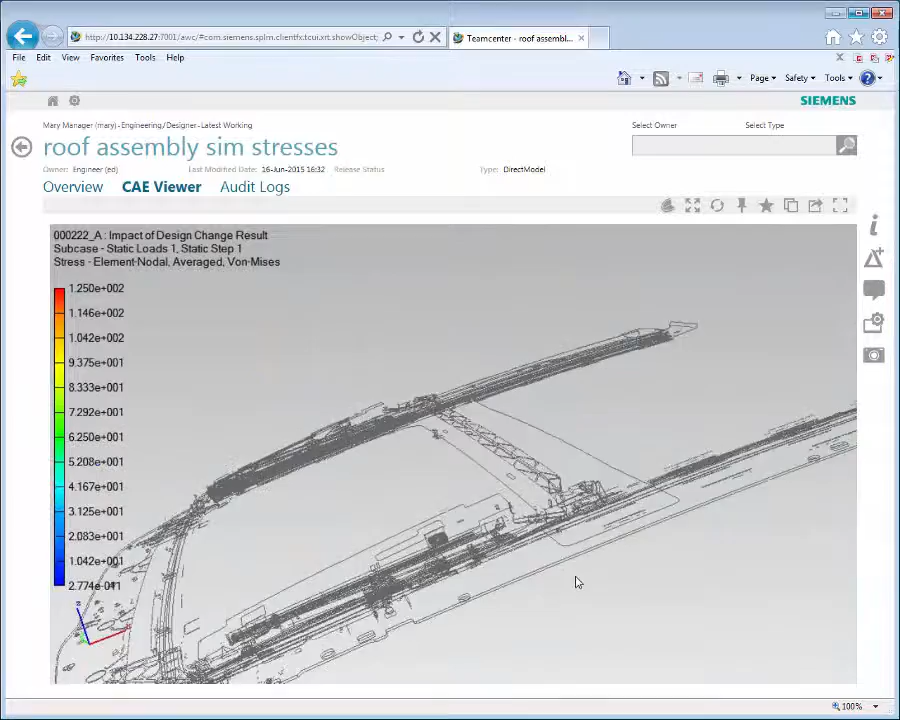 http://10.134.228.27:7001/awc/#com.siemens.splm.clientfx.tcui.xrt.showObject;
Teamcenter - roof assembl...
File Edit View Favorites Tools Help
Page Safety Tools
SIEMENS
Mary Manager (mary) - Engineering/Designer - Latest Working
Select Owner Select Type
roof assembly sim stresses
Owner: Engineer (ed) Last Modified Date: 16-Jun-2015 16:32 Release Status Type: DirectModel
Overview CAE Viewer Audit Logs
000222_A : Impact of Design Change Result
Subcase - Static Loads 1, Static Step 1
Stress - Element-Nodal, Averaged, Von-Mises
1.250e+002
1.146e+002
1.042e+002
9.375e+001
8.333e+001
7.292e+001
6.250e+001
5.208e+001
4.167e+001
3.125e+001
2.083e+001
1.042e+001
100%